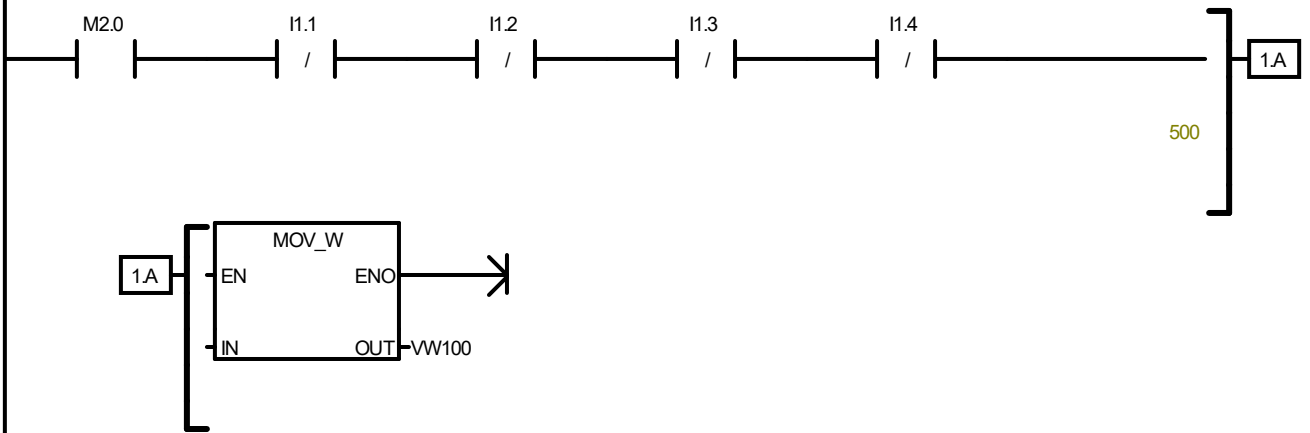 M2.0 I1.1 I1.2 I1.3 I1.4
/ / / /
1.A
500
MOV_W
1.A
EN ENO
IN OUT VW100